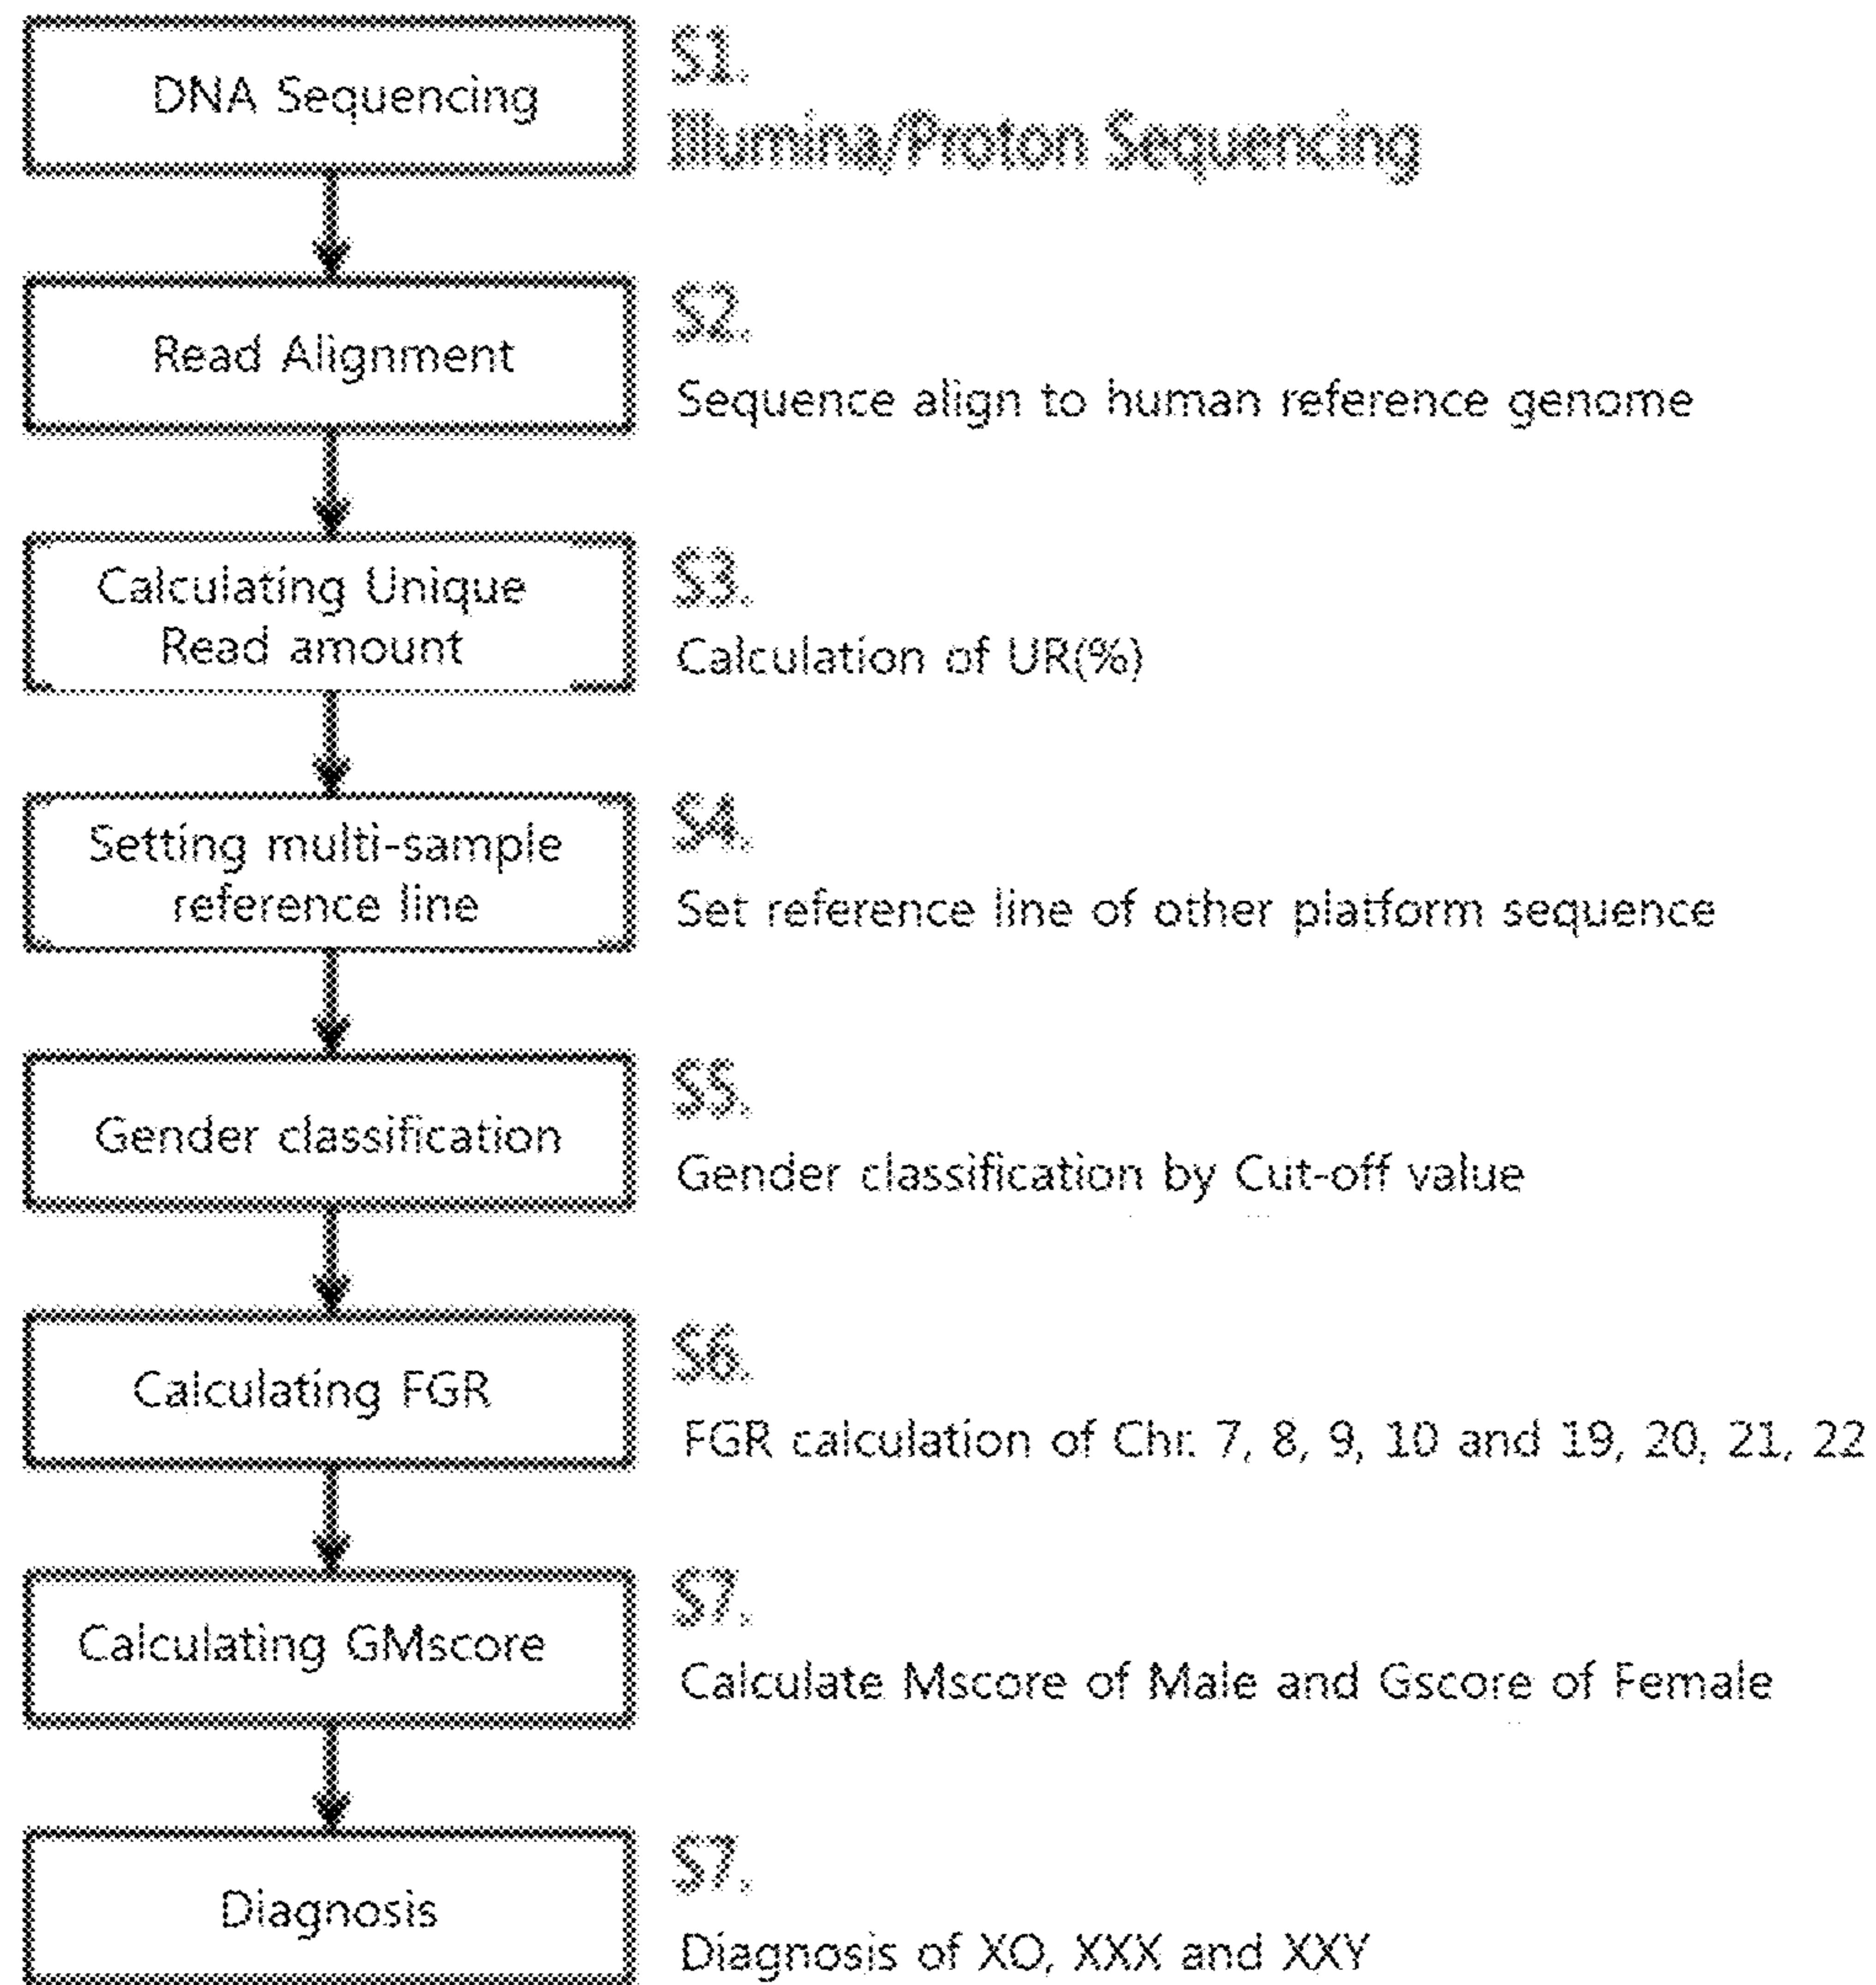 DNA Sequencing
S1.
Illumina/Proton Sequencing
Read Alignment
S2.
Sequence align to human reference genome
Calculating Unique
Read amount
S3.
Calculation of UR(%)
Setting multi-sample
reference line
S4.
Set reference line of other platform sequence
Gender classification
S5.
Gender classification by Cut-off value
Calculating FGR
S6.
FGR calculation of Chr. 7, 8, 9, 10 and 19, 20, 21, 22
Calculating GMscore
S7.
Calculate Mscore of Male and Gscore of Female
Diagnosis
S7.
Diagnosis of XO, XXX and XXY